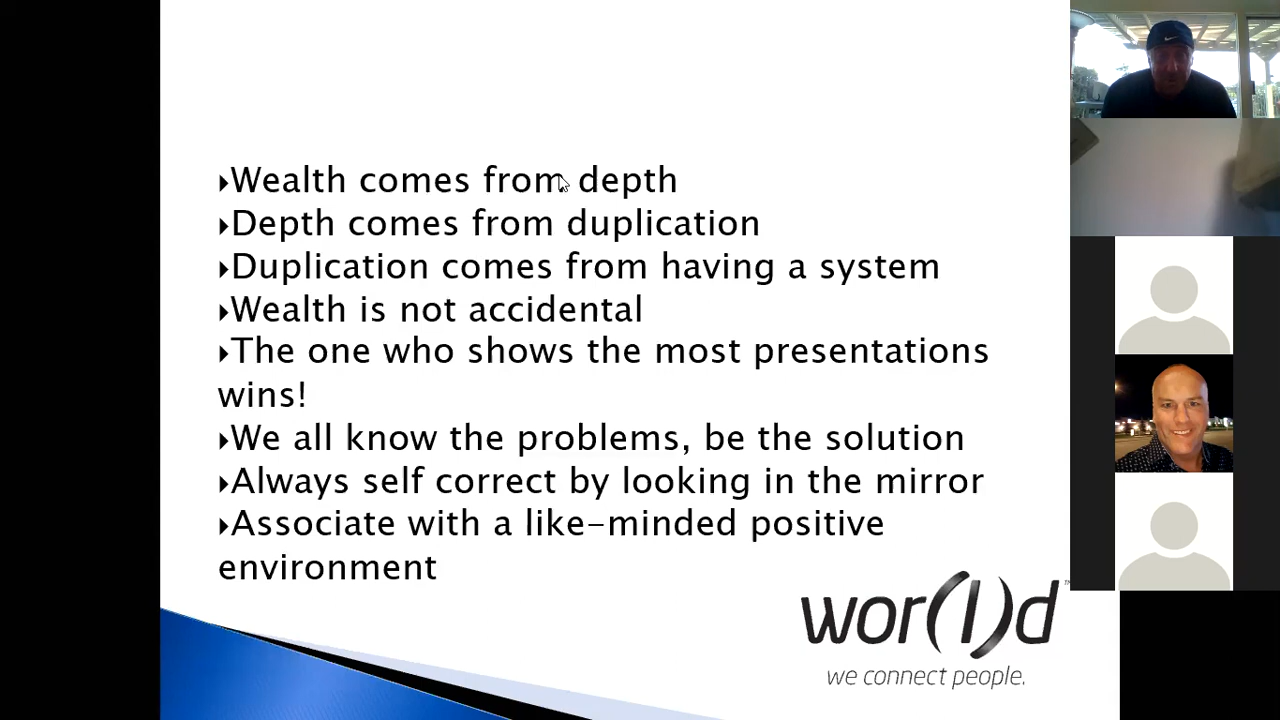 Wealth comes from depth
Depth comes from duplication
Duplication comes from having a system
Wealth is not accidental
The one who shows the most presentations
wins!
We all know the problems, be the solution
Always self correct by looking in the mirror
Associate with a like-minded positive
environment
wor(l)d™
we connect people.